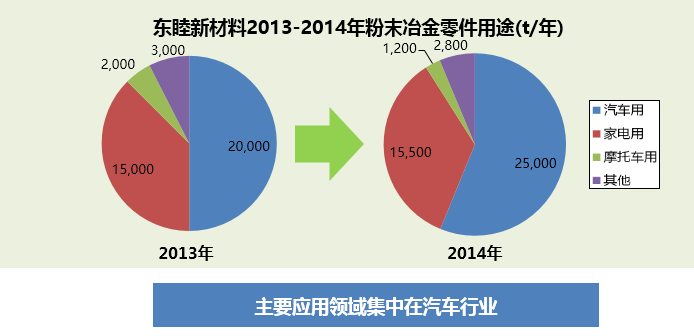 东睦新材料2013-2014年粉末冶金零件用途(t/年)
3,000
2,000
20,000
15,000
2013年
1,200
2,800
15,500
25,000
2014年
汽车用
家电用
摩托车用
其他
主要应用领域集中在汽车行业